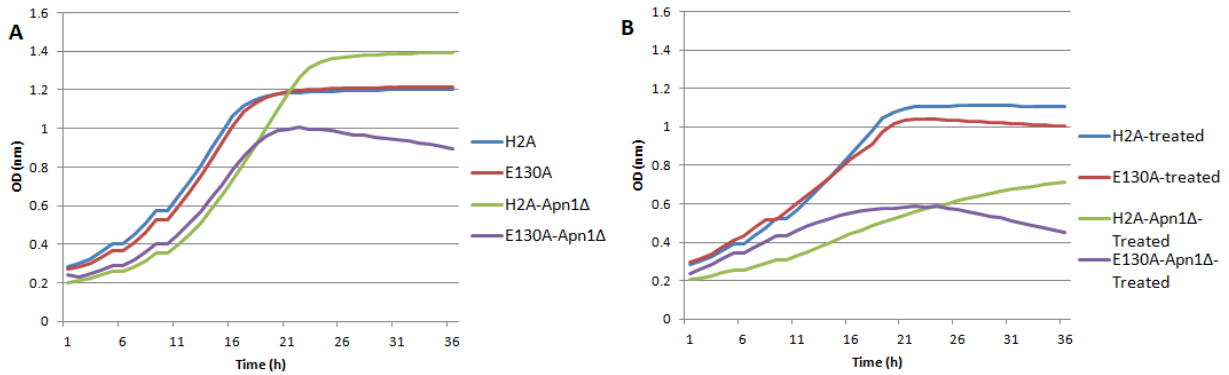 A
OD (nm)
1.6
1.4
1.2
1
0.8
0.6
0.4
0.2
0
1 6 11 16 21 26 31 36
Time (h)
H2A
E130A
H2A-Apn1Δ
E130A-Apn1Δ
B
OD (nm)
1.6
1.4
1.2
1
0.8
0.6
0.4
0.2
0
1 6 11 16 21 26 31 36
Time (h)
H2A-treated
E130A-treated
H2A-Apn1Δ-
Treated
E130A-Apn1Δ-
Treated